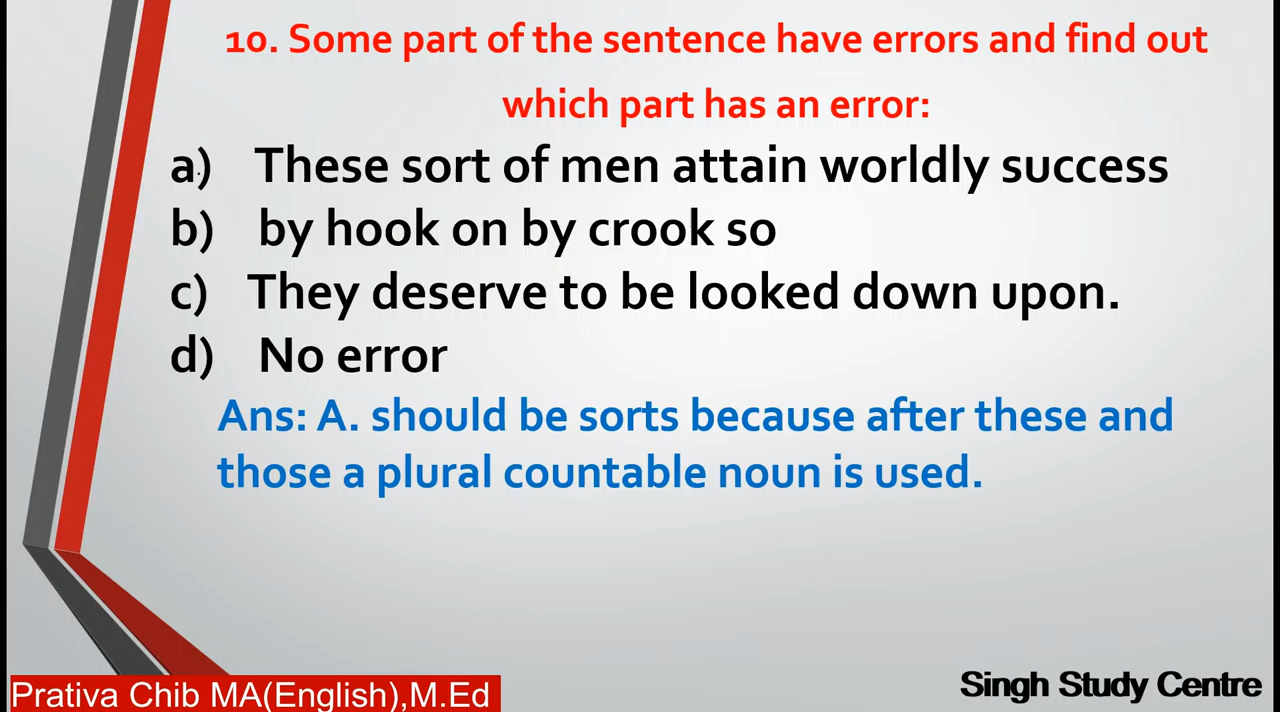 10. Some part of the sentence have errors and find out
which part has an error:
a) These sort of men attain worldly success
b) by hook on by crook so
c) They deserve to be looked down upon.
d) No error
Ans: A. should be sorts because after these and
those a plural countable noun is used.
Prativa Chib MA(English),M.Ed
Singh Study Centre